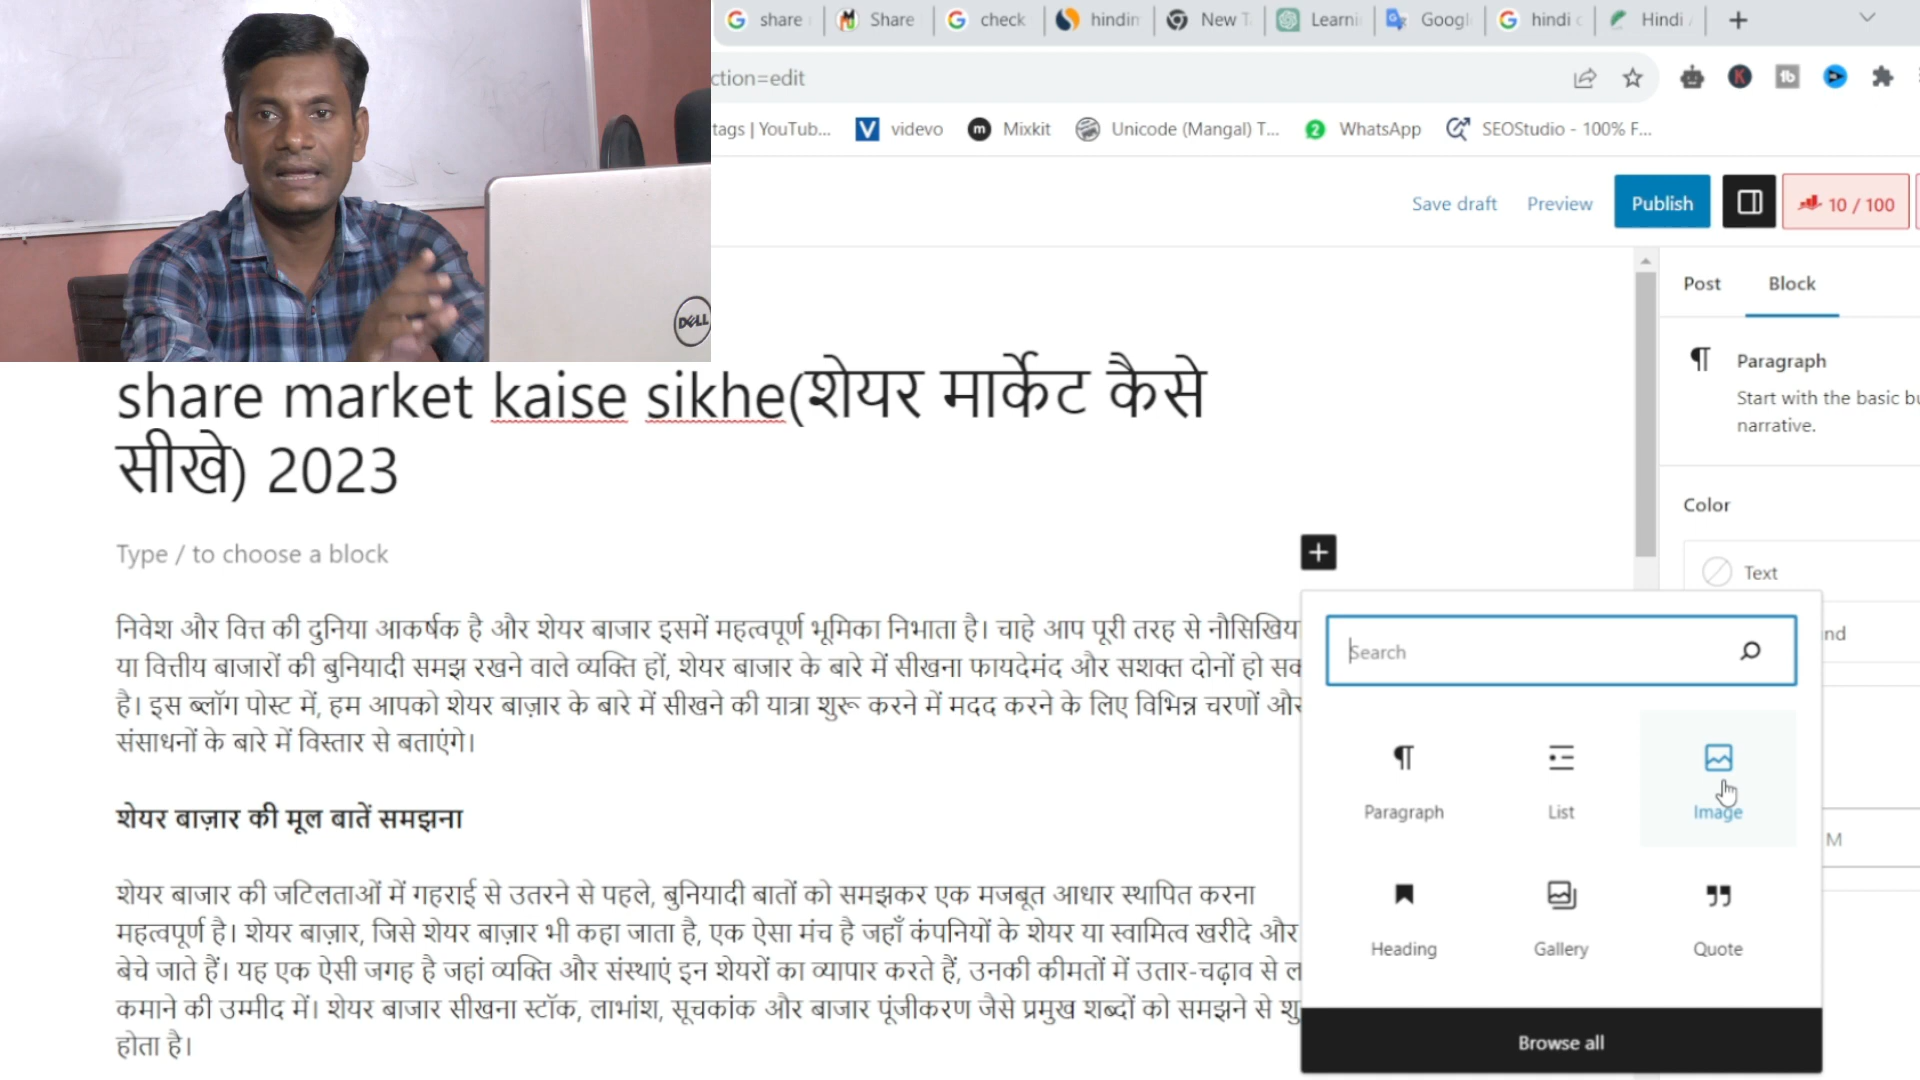 share
Share
check
New
Learni
Googl
hindi
Hindi
ction=edit
tags | YouTub...
videvo
Mixkit
Unicode (Mangal) T...
WhatsApp
SEOStudio - 100% F...
Save draft
Preview
Publish
10 / 100
DELL
Post
Block
Paragraph
Start with the basic bu
narrative.
Color
Text
nd
M
share market kaise sikhe(शेयर मार्केट कैसे
सीखे) 2023
Type / to choose a block
निवेश और वित्त की दुनिया आकर्षक है और शेयर बाजार इसमें महत्वपूर्ण भूमिका निभाता है। चाहे आप पूरी तरह से नौसिखिय
या वित्तीय बाजारों की बुनियादी समझ रखने वाले व्यक्ति हों, शेयर बाजार के बारे में सीखना फायदेमंद और सशक्त दोनों हो सक
है। इस ब्लॉग पोस्ट में, हम आपको शेयर बाज़ार के बारे में सीखने की यात्रा शुरू करने में मदद करने के लिए विभिन्न चरणों और
संसाधनों के बारे में विस्तार से बताएंगे।
शेयर बाज़ार की मूल बातें समझना
शेयर बाजार की जटिलताओं में गहराई से उतरने से पहले, बुनियादी बातों को समझकर एक मजबूत आधार स्थापित करना
महत्वपूर्ण है। शेयर बाज़ार, जिसे शेयर बाज़ार भी कहा जाता है, एक ऐसा मंच है जहाँ कंपनियों के शेयर या स्वामित्व खरीदे और
बेचे जाते हैं। यह एक ऐसी जगह है जहां व्यक्ति और संस्थाएं इन शेयरों का व्यापार करते हैं, उनकी कीमतों में उतार-चढ़ाव से ल
कमाने की उम्मीद में। शेयर बाजार सीखना स्टॉक, लाभांश, सूचकांक और बाजार पूंजीकरण जैसे प्रमुख शब्दों को समझने से शु
होता है।
Search
Paragraph
List
Image
Heading
Gallery
Quote
Browse all